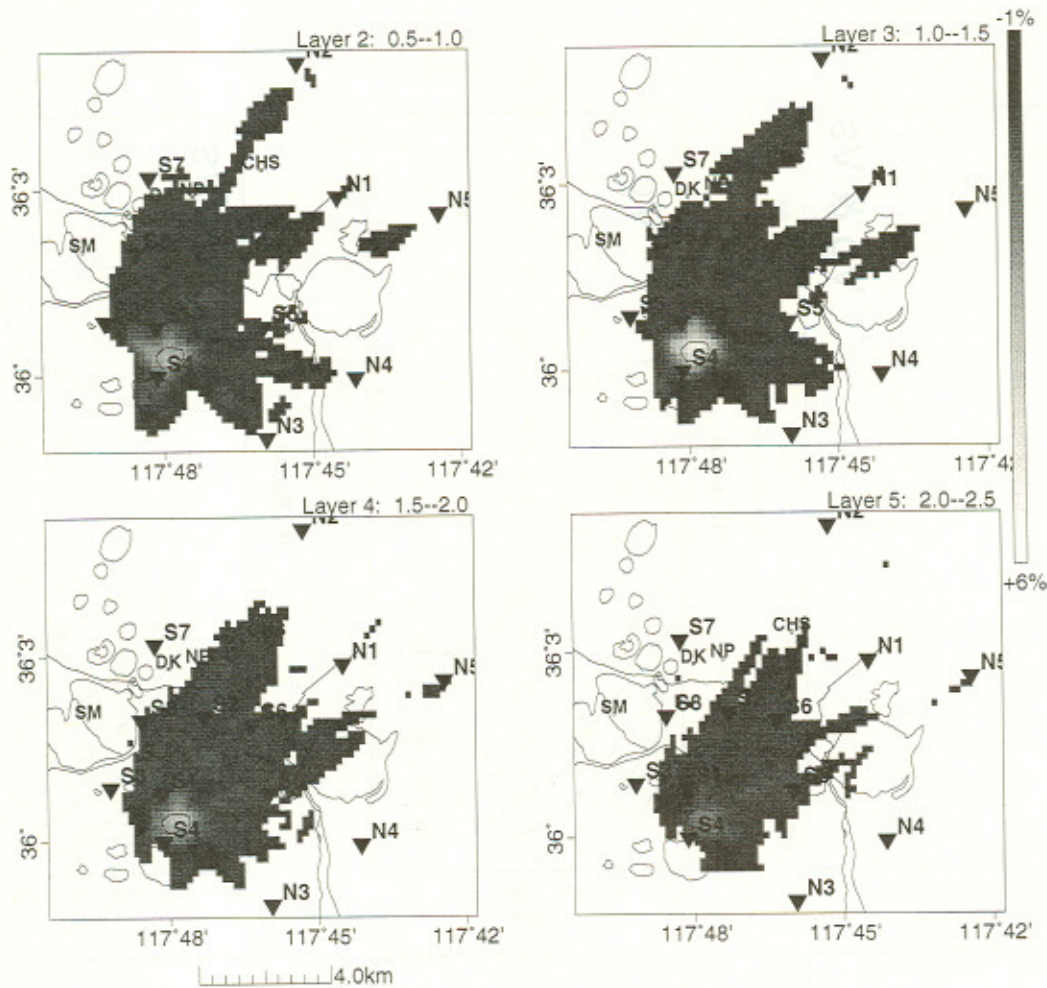 Layer 2: 0.5--1.0
N2
S7
CHS
36°3'
N1
N5
SM
S5
S4
N4
36°
N3
117°48'
117°45'
117°42'
Layer 3: 1.0--1.5
-1%
N2
S7
DK
36°3'
N1
N5
SM
S5
S4
N4
36°
N3
117°48'
117°45'
117°42'
+6%
Layer 4: 1.5--2.0
N2
S7
DK
36°3'
N1
N5
SM
S4
N4
36°
N3
117°48'
117°45'
117°42'
Layer 5: 2.0--2.5
N2
CHS
S7
DK NP
36°3'
N1
N5
SM
S8
S6
S4
N4
36°
N3
117°48'
117°45'
117°42'
4.0km